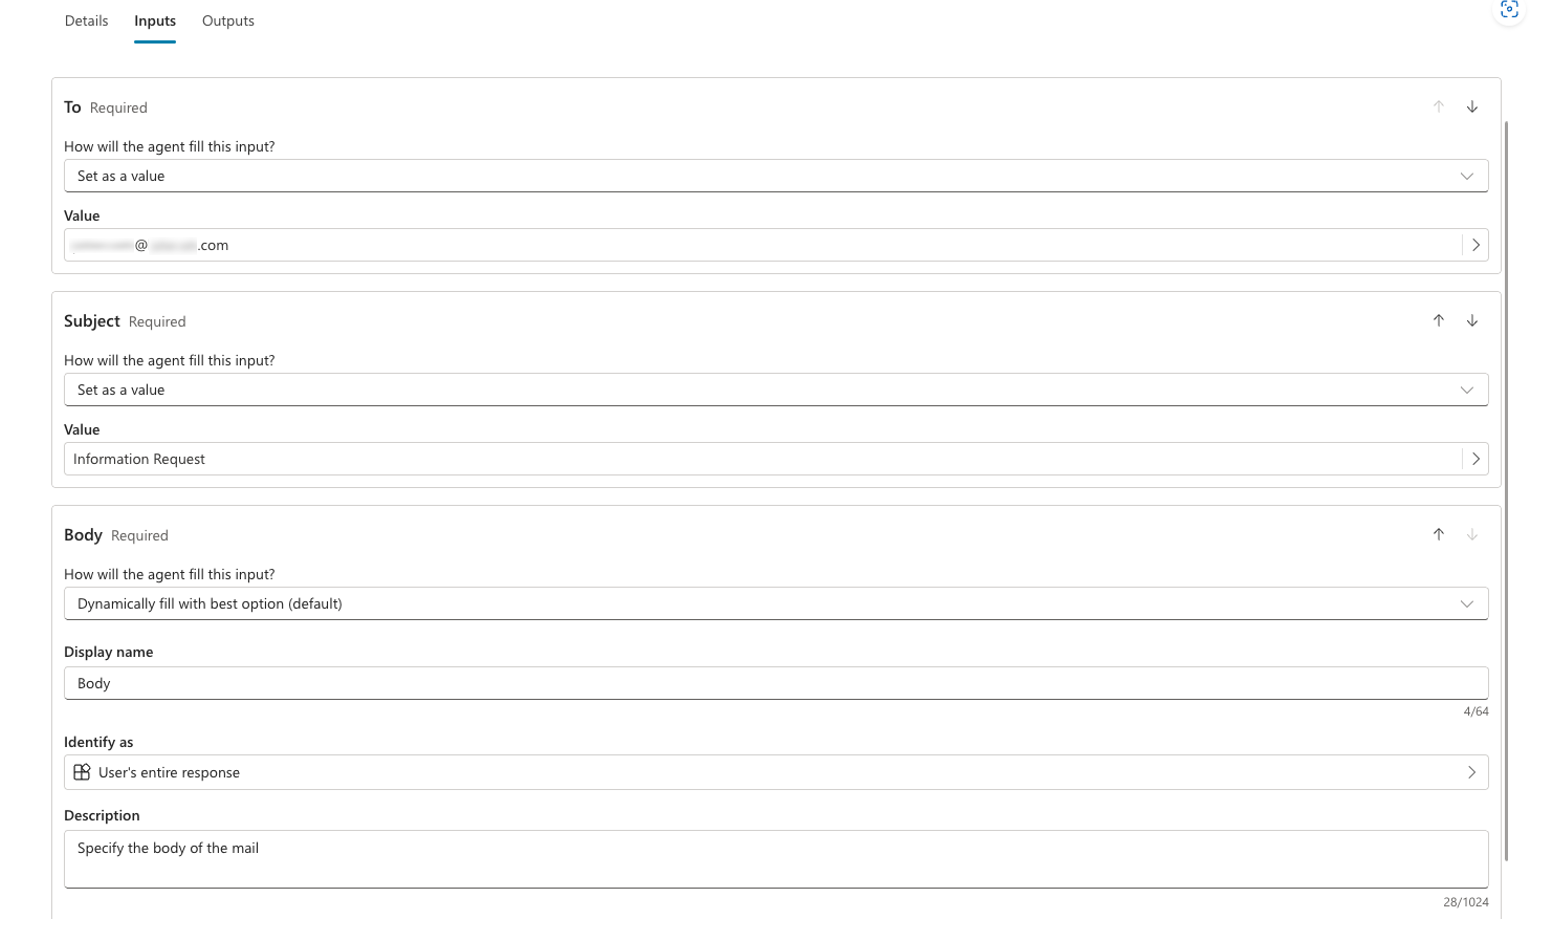 Details Inputs Outputs
To Required
How will the agent fill this input?
Set as a value
Value
@ .com
Subject Required
How will the agent fill this input?
Set as a value
Value
Information Request
Body Required
How will the agent fill this input?
Dynamically fill with best option (default)
Display name
Body
4/64
Identify as
User's entire response
Description
Specify the body of the mail
28/1024